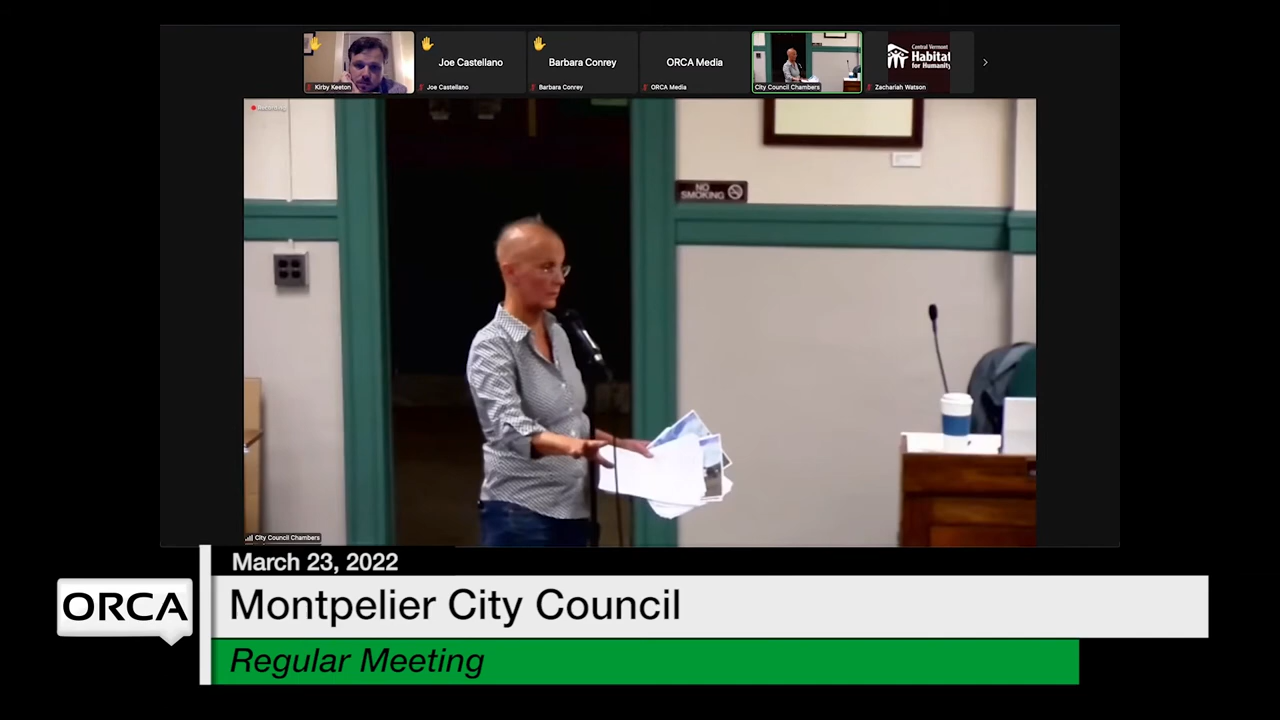 Joe Castellano
Barbara Conrey
ORCA Media
Central Vermont
Habitat
for Humanity
Kirby Keeton
Joe Castellano
Barbara Conrey
ORCA Media
City Council Chambers
Zachariah Watson
Recording
NO
SMOKING
City Council Chambers
March 23, 2022
ORCA
Montpelier City Council
Regular Meeting